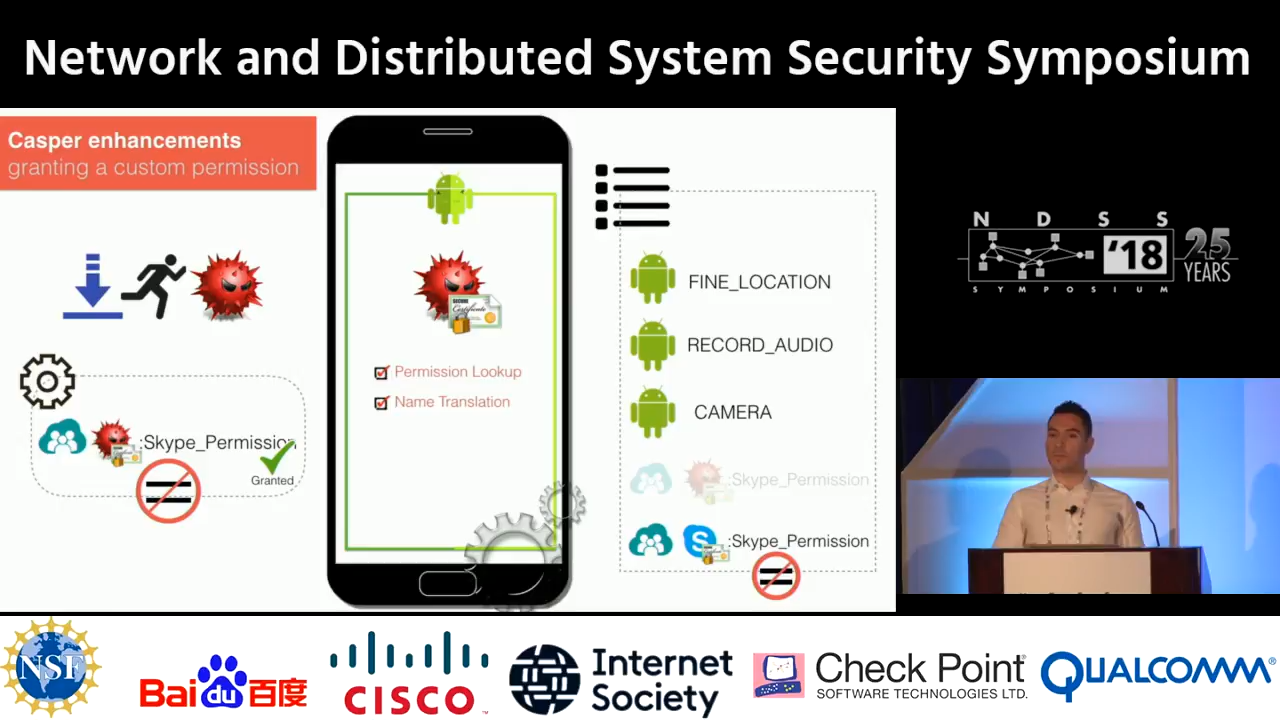 Network and Distributed System Security Symposium
Casper enhancements
granting a custom permission
SECURE
Certificate
Permission Lookup
Name Translation
:Skype_Permission
Granted
FINE_LOCATION
RECORD_AUDIO
CAMERA
:Skype_Permission
:Skype_Permission
N D S S
'18
25
YEARS
SYMPOSIUM
NSF
Baidu百度
CISCO
Internet
Society
Check Point
SOFTWARE TECHNOLOGIES LTD.
QUALCOMM